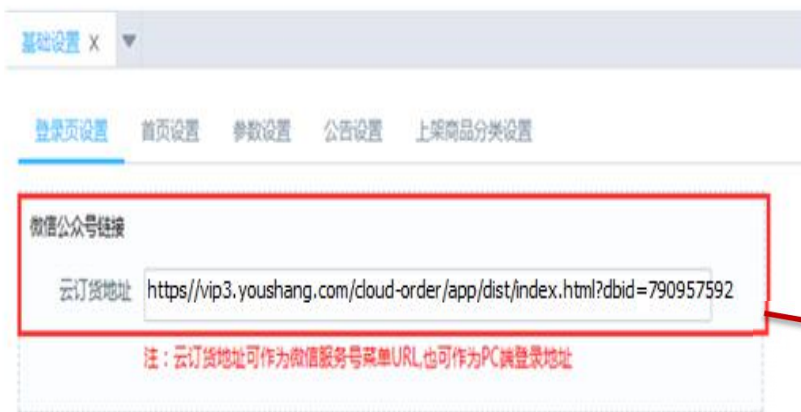 基础设置 X ▼
登录页设置 首页设置 参数设置 公告设置 上架商品分类设置
微信公众号链接
云订货地址 https//vip3.youshang.com/cloud-order/app/dist/index.html?dbid=790957592
注：云订货地址可作为微信服务号菜单URL,也可作为PC端登录地址